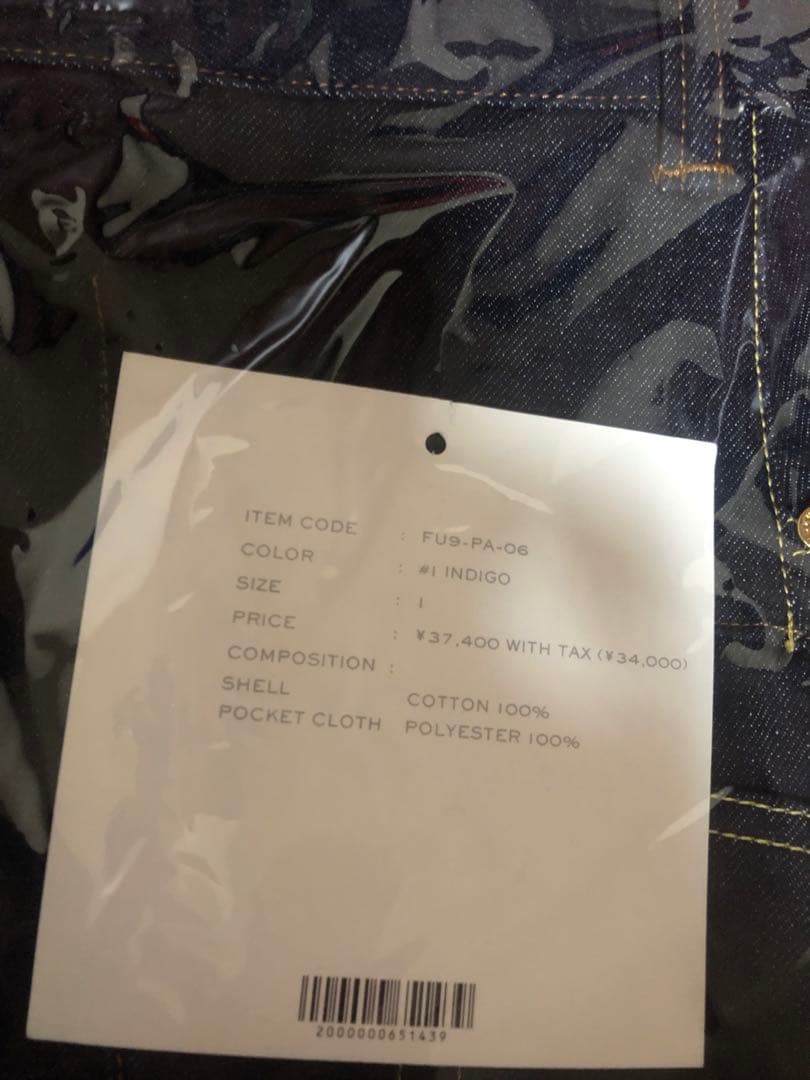 ITEM CODE : FU9-PA-06
COLOR : #1 INDIGO
SIZE : 1
PRICE : ¥37,400 WITH TAX (¥34,000)
COMPOSITION :
SHELL COTTON 100%
POCKET CLOTH POLYESTER 100%
2000000651439